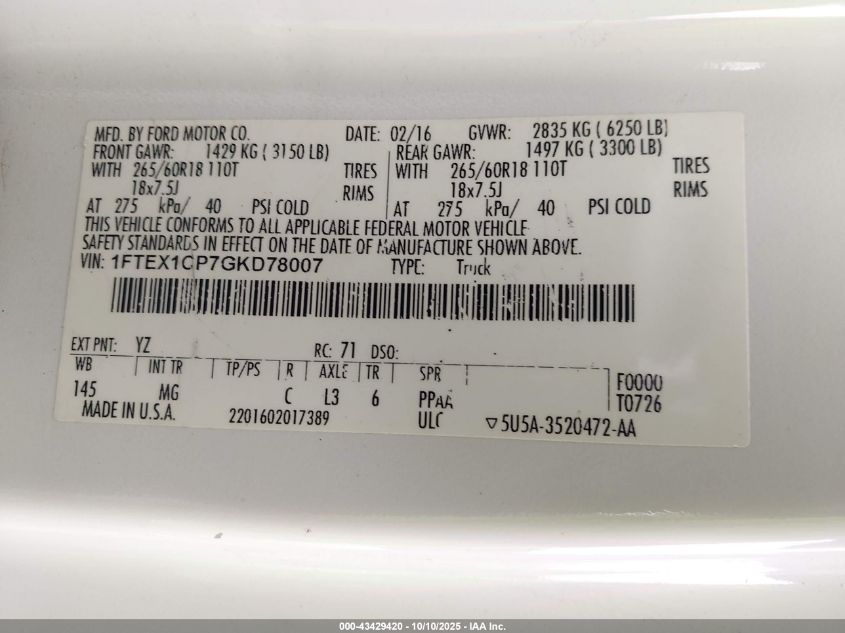 MFD. BY FORD MOTOR CO. DATE: 02/16 GVWR: 2835 KG ( 6250 LB)
FRONT GAWR: 1429 KG ( 3150 LB) REAR GAWR: 1497 KG ( 3300 LB)
WITH 265/60R18 110T TIRES WITH 265/60R18 110T TIRES
18x7.5J RIMS 18x7.5J RIMS
AT 275 kPa/ 40 PSI COLD AT 275 kPa/ 40 PSI COLD
THIS VEHICLE CONFORMS TO ALL APPLICABLE FEDERAL MOTOR VEHICLE
SAFETY STANDARDS IN EFFECT ON THE DATE OF MANUFACTURE SHOWN ABOVE.
VIN: 1FTEX1CP7GKD78007 TYPE: Truck
EXT PNT: YZ RC: 71 DSO:
WB INT TR TP/PS R AXLE TR SPR F0000
145 MG C L3 6 PPAA T0726
MADE IN U.S.A. 2201602017389 ULC ▽5U5A-3520472-AA
000-43429420 - 10/10/2025 - IAA Inc.